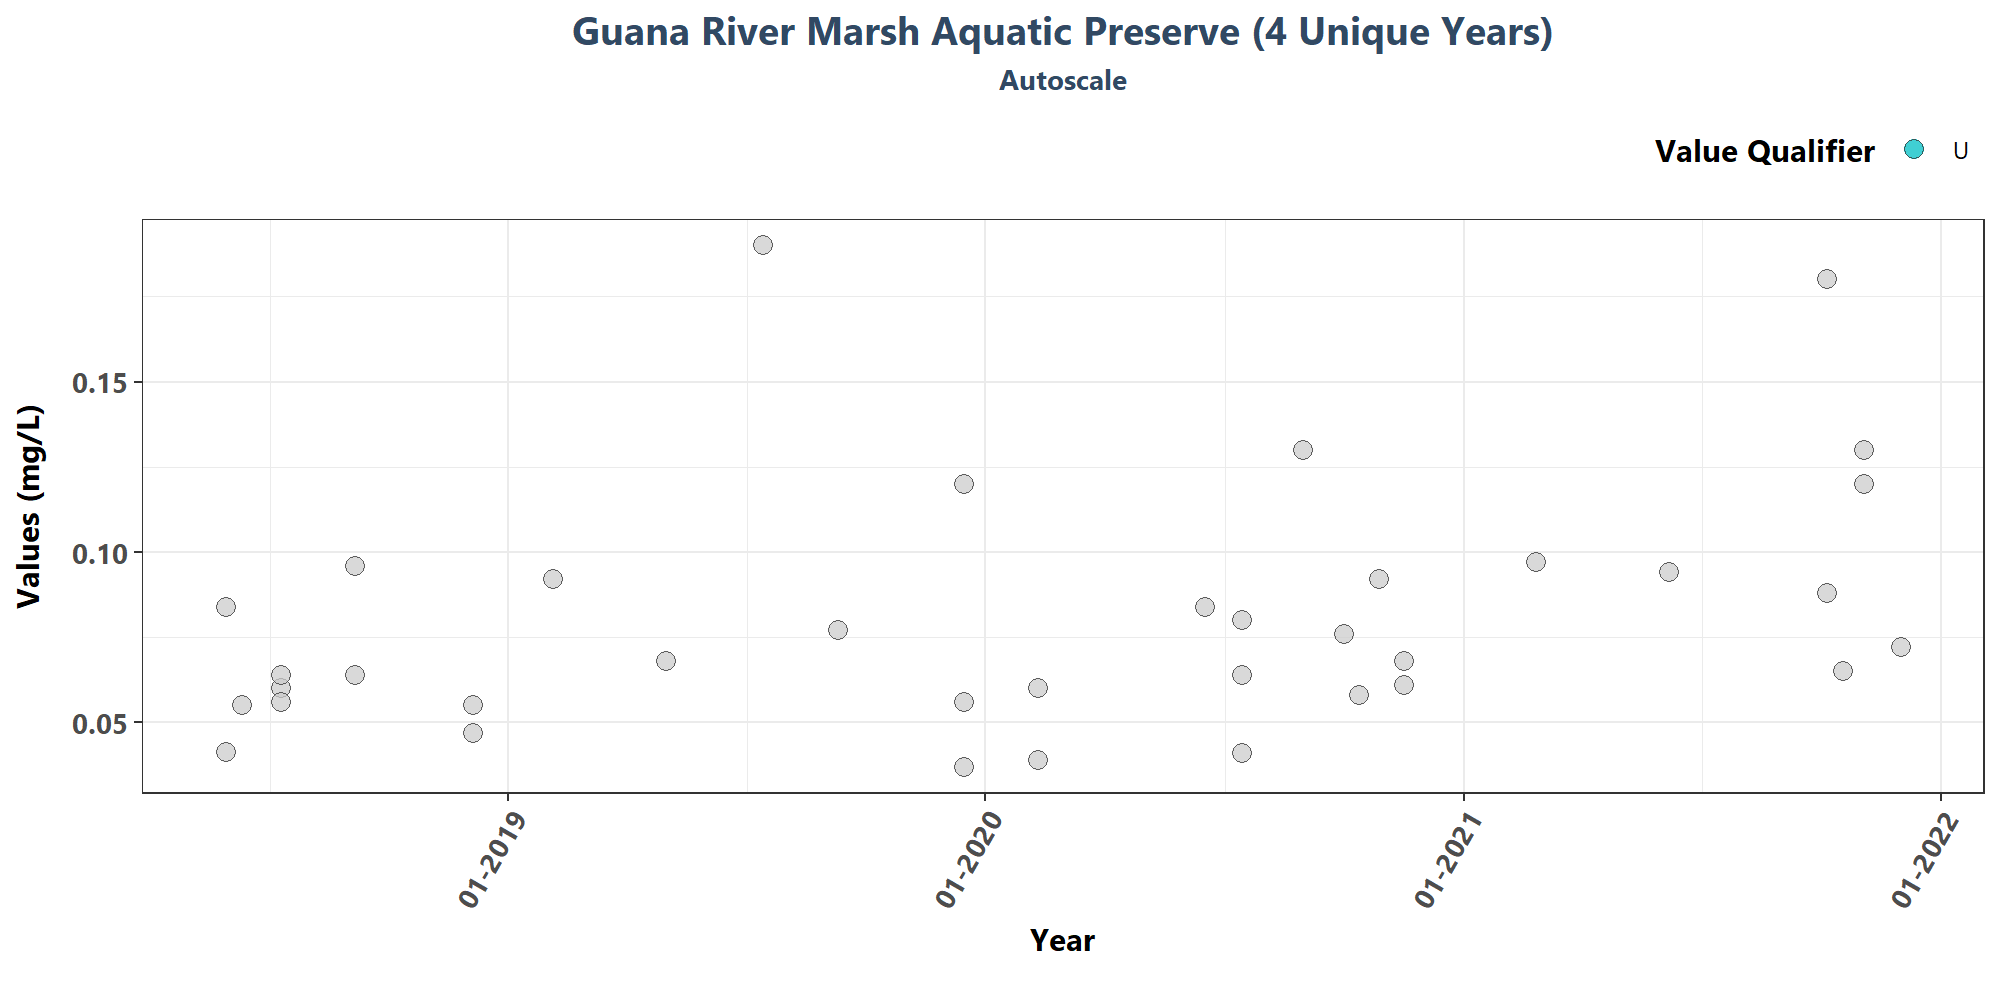 Guana River Marsh Aquatic Preserve (4 Unique Years)
Autoscale
Value Qualifier U
Values (mg/L)
0.15
0.10
0.05
01-2019 01-2020 01-2021 01-2022
Year